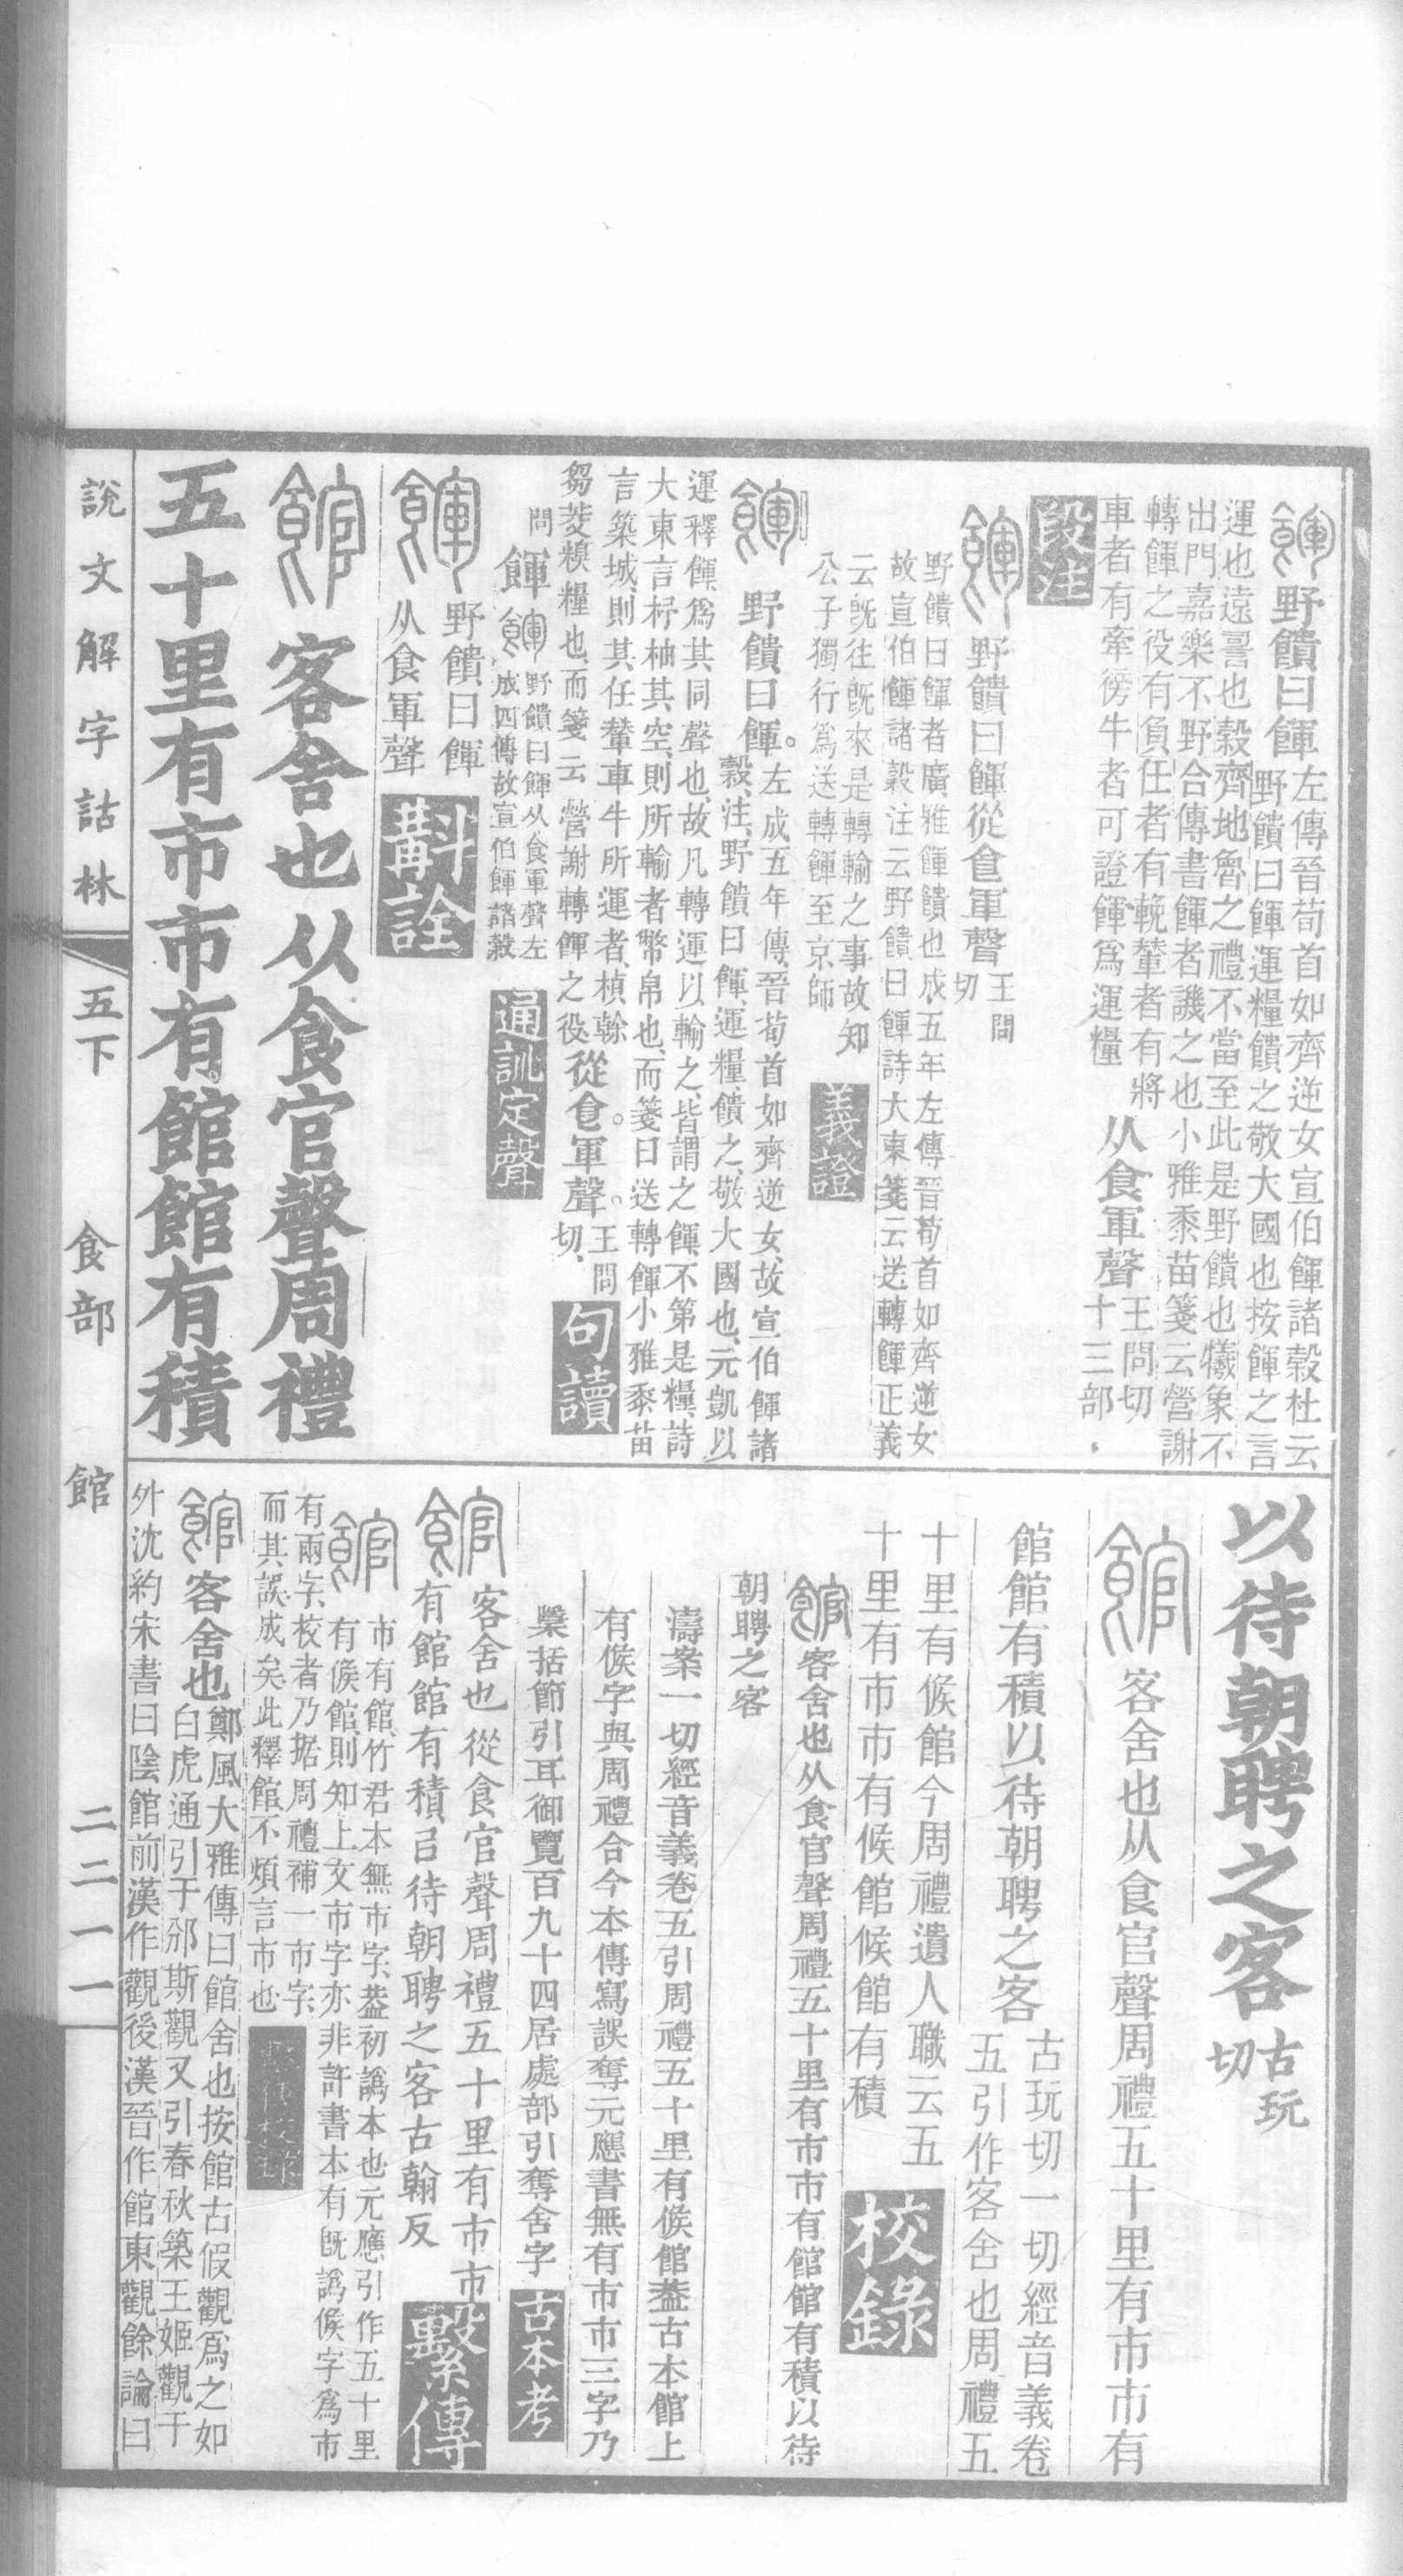 野饋曰餫
左傳晉荀首如齊逆女宣伯餫諸穀杜云
野饋曰餫運糧饋之敬大國也按餫之言
運也遠畧也穀齊地魯之禮不當至此是野饋也犧象不
出門嘉樂不野合傳書餫者譏之也小雅黍苗箋云營謝
轉餫之役有負任者有輓輦者有將
車者有牽傍牛者可證餫爲運糧
从食軍聲
王問切
十三部
段注
野饋曰餫從𠊊軍聲
王問
切
野饋曰餫者廣雅餫饋也成五年左傳晉荀首如齊逆女
故宣伯餫諸穀注云野饋曰餫詩大東箋云送轉餫正義
云旣往旣來是轉輸之事故知
公子獨行爲送轉餫至京師
義證
野饋曰餫。
左成五年傳晉荀首如齊逆女故宣伯餫諸
穀注野饋曰餫運糧饋之敬大國也元凱以
運釋餫爲其同聲也故凡轉運以輸之皆謂之餫不第是糧詩
大東言杼柚其空則所輸者幣帛也而箋曰送轉餫小雅黍苗
言築城則其任輦車牛所運者楨榦
芻茭糗糧也而箋云營謝轉餫之役
從𠊊。軍聲。
王問
切
句讀
問
餫
野饋曰餫从食軍聲左
成四傳故宣伯餫諸穀
通訓定聲
野饋曰餫
从食軍聲
斠詮
客舍也从食官聲周禮
五十里有市市有館館有積
說文解字詁林
五下
食部
館
二二一一
以待朝聘之客
古玩
切
客舍也从食官聲周禮五十里有市市有
館館有積以待朝聘之客
古玩切一切經音義卷
五引作客舍也周禮五
十里有候館今周禮遺人職云五
十里有市市有候館候館有積
校錄
客舍也从食官聲周禮五十里有市市有館館有積以待
朝聘之客
濤案一切經音義卷五引周禮五十里有候館葢古本館上
有候字與周禮合今本傳寫誤奪元應書無有市市三字乃
檃括節引耳御覽百九十四居處部引奪舍字
古本考
客舍也從食官聲周禮五十里有市市
有館館有積㠯待朝聘之客古翰反
繫傳
市有館竹君本無市字葢初譌本也元應引作五十里
有候館則知上文市字亦非許書本有旣譌候字爲市
有兩字校者乃据周禮補一市字
而其誤成矣此釋館不煩言市也
客舍也
鄭風大雅傳曰館舍也按館古假觀爲之如
白虎通引于邠斯觀又引春秋築王姬觀于
外沈約宋書曰陰館前漢作觀後漢晉作館東觀餘論曰